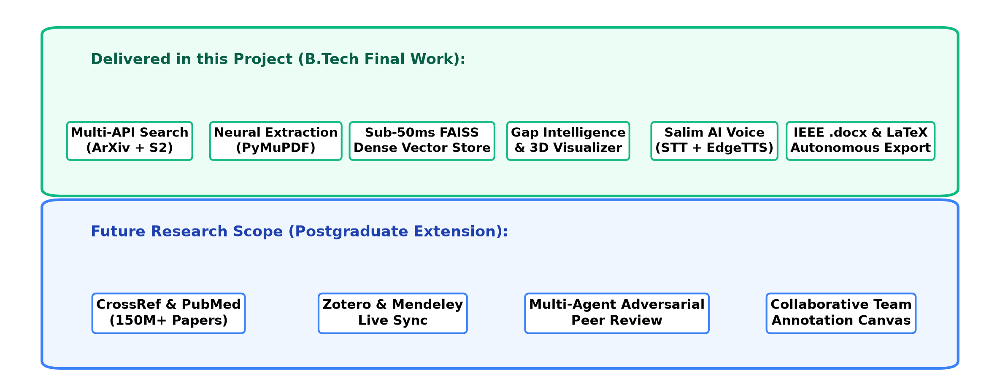 Delivered in this Project (B.Tech Final Work):
Multi-API Search
(ArXiv + S2)
Neural Extraction
(PyMuPDF)
Sub-50ms FAISS
Dense Vector Store
Gap Intelligence
& 3D Visualizer
Salim AI Voice
(STT + EdgeTTS)
IEEE .docx & LaTeX
Autonomous Export
Future Research Scope (Postgraduate Extension):
CrossRef & PubMed
(150M+ Papers)
Zotero & Mendeley
Live Sync
Multi-Agent Adversarial
Peer Review
Collaborative Team
Annotation Canvas